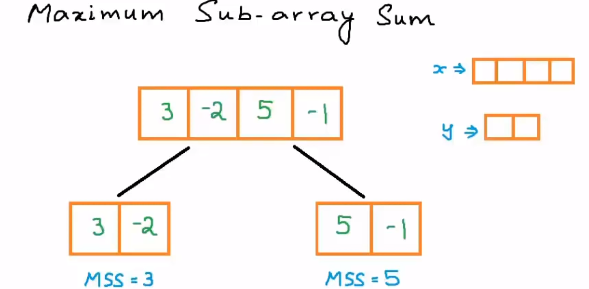 Maximum Sub-array Sum
x ⇒
3 -2 5 -1
y ⇒
3 -2
5 -1
MSS = 3
MSS = 5